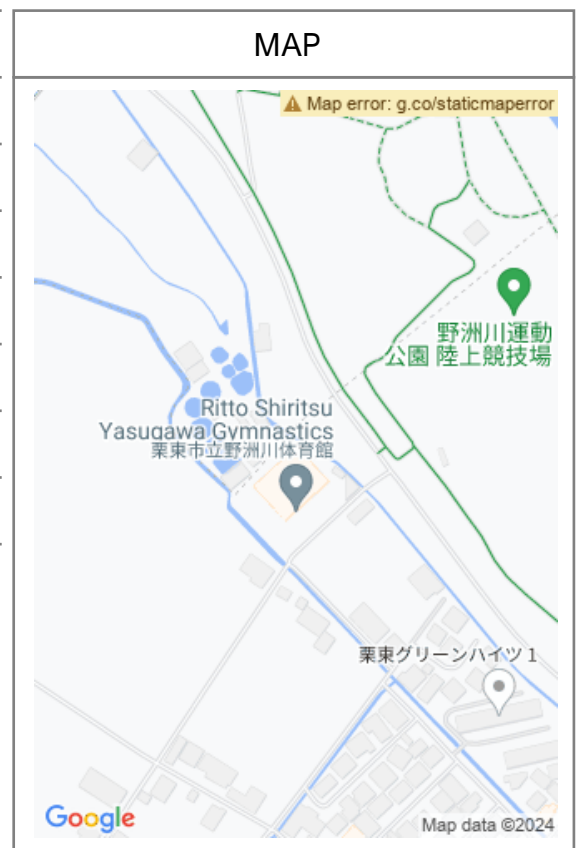 MAP
Map error: g.co/staticmaperror
野洲川運動
公園 陸上競技場
Ritto Shiritsu
Yasugawa Gymnastics
栗東市立野洲川体育館
栗東グリーンハイツ 1
Google
Map data ©2024